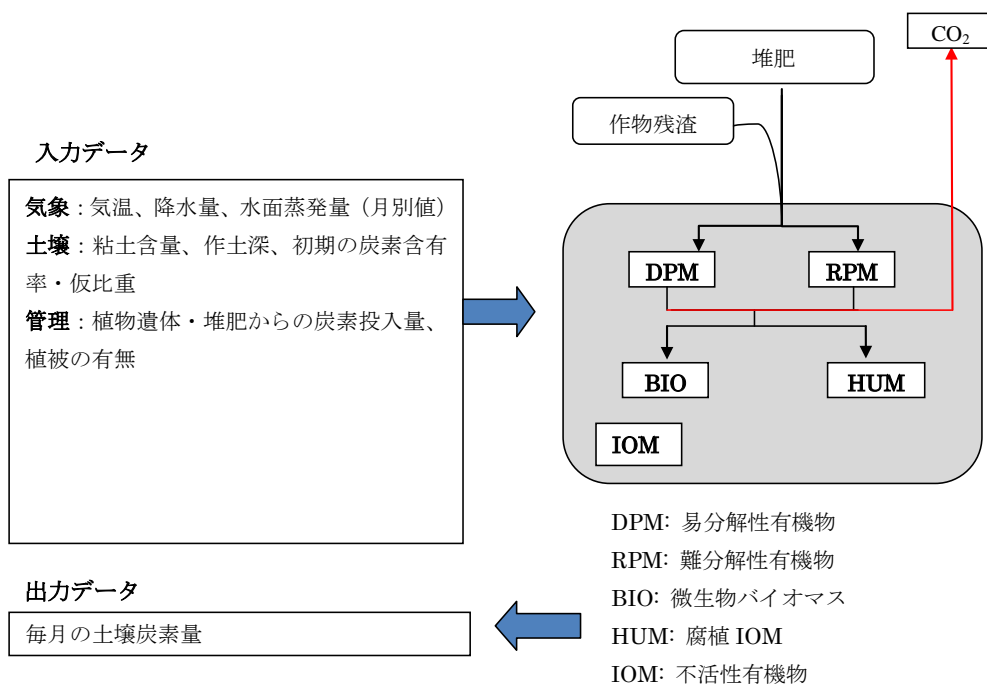 CO₂
堆肥
作物残渣
入力データ
気象：気温、降水量、水面蒸発量（月別値）
土壌：粘土含量、作土深、初期の炭素含有
率・仮比重
管理：植物遺体・堆肥からの炭素投入量、
植被の有無
DPM
RPM
BIO
HUM
IOM
DPM: 易分解性有機物
RPM: 難分解性有機物
BIO: 微生物バイオマス
HUM: 腐植 IOM
IOM: 不活性有機物
出力データ
毎月の土壌炭素量